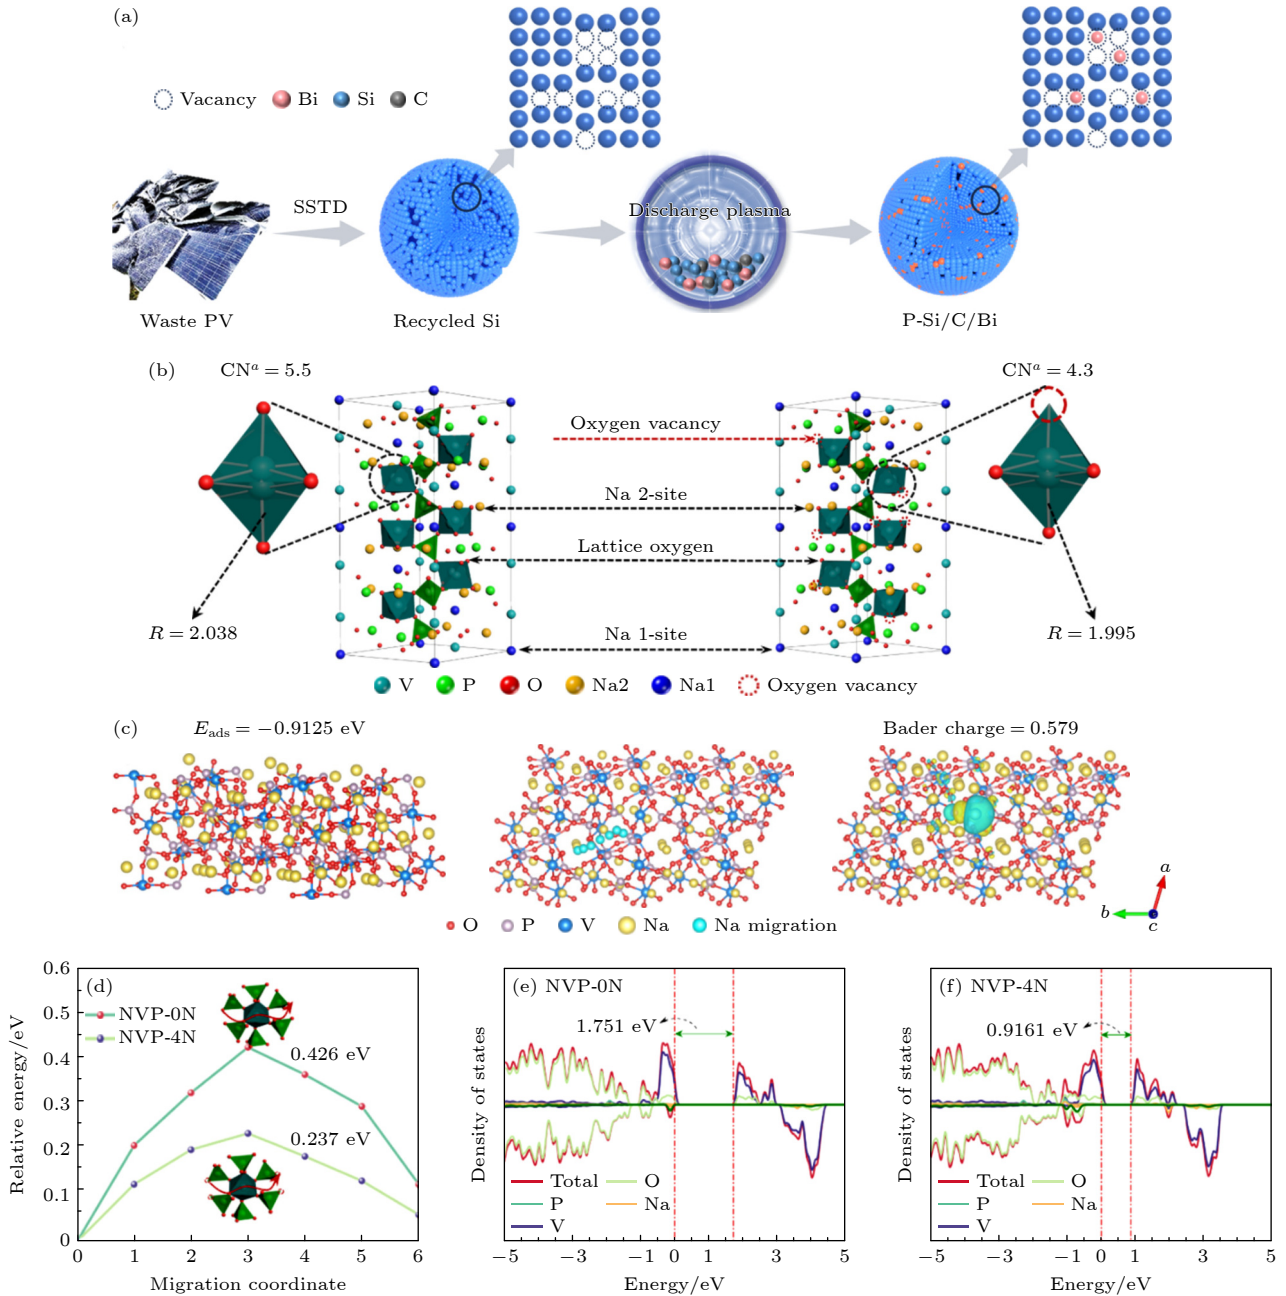 (a)
Vacancy Bi Si C
SSTD
Discharge plasma
Waste PV
Recycled Si
P-Si/C/Bi
(b)
CNᵃ = 5.5
CNᵃ = 4.3
Oxygen vacancy
Na 2-site
Lattice oxygen
Na 1-site
R = 2.038
R = 1.995
V P O Na2 Na1 Oxygen vacancy
(c)
E_ads = −0.9125 eV
Bader charge = 0.579
a
b
c
O P V Na Na migration
(d)
NVP-0N
NVP-4N
0.426 eV
0.237 eV
Relative energy/eV
0.6
0.5
0.4
0.3
0.2
0.1
0
0 1 2 3 4 5 6
Migration coordinate
(e) NVP-0N
1.751 eV
Density of states
Total O
P Na
V
−5 −3 −1 0 1 3 5
Energy/eV
(f) NVP-4N
0.9161 eV
Density of states
Total O
P Na
V
−5 −3 −1 0 1 3 5
Energy/eV